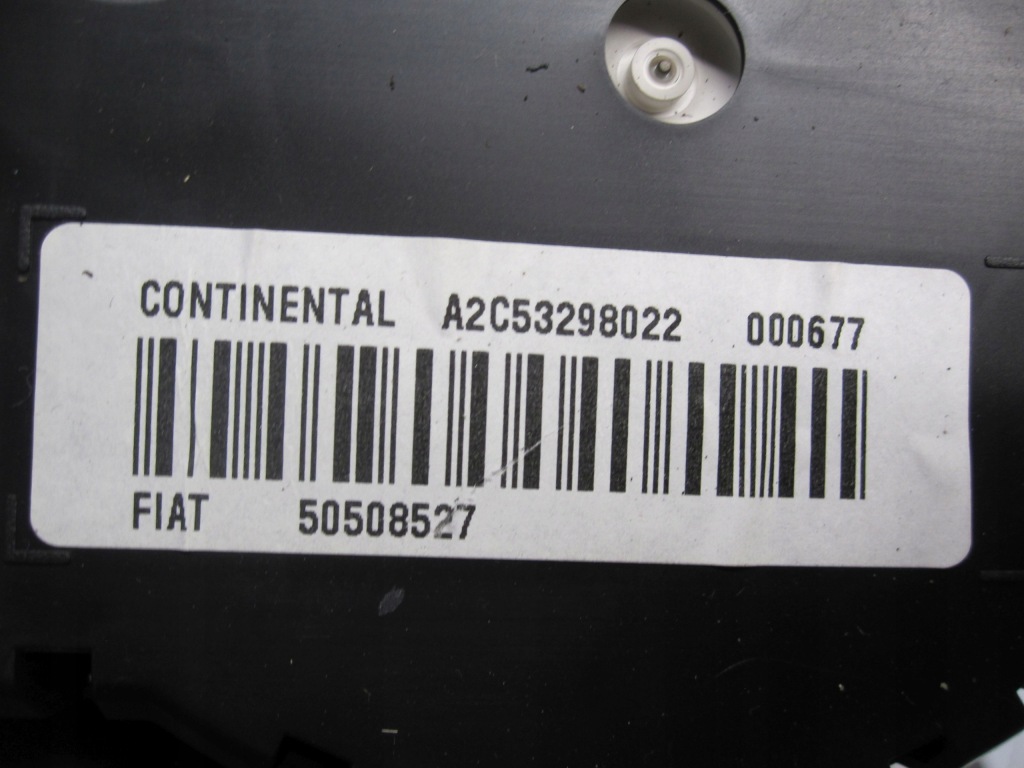 CONTINENTAL A2C53298022 000677
FIAT 50508527